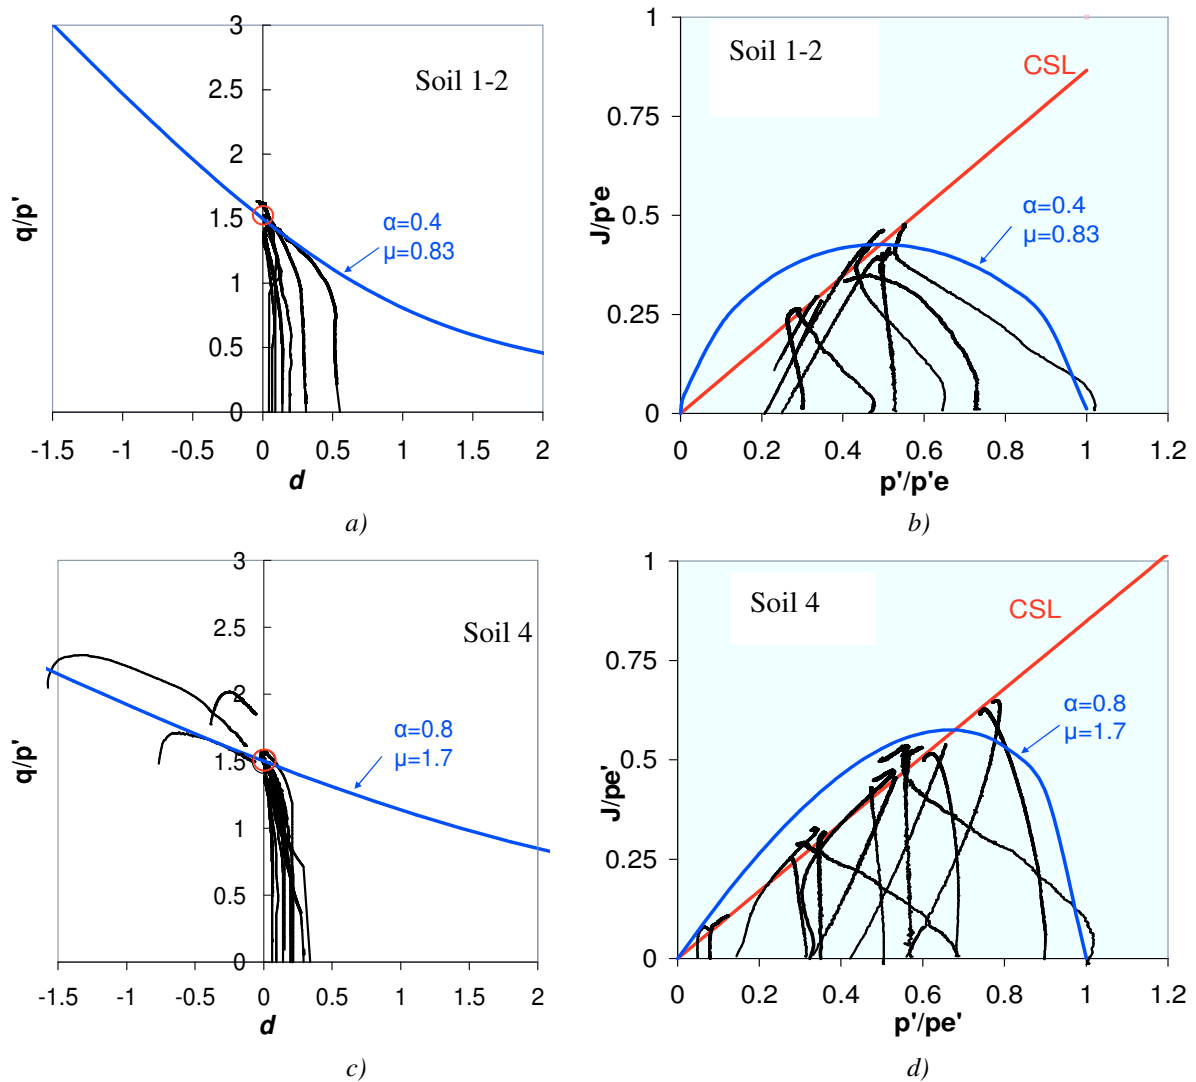 3
2.5
2
1.5
1
0.5
0
q/p'
Soil 1-2
α=0.4
μ=0.83
-1.5
-1
-0.5
0
0.5
1
1.5
2
d
a)
1
0.75
0.5
0.25
0
J/p'e
Soil 1-2
CSL
α=0.4
μ=0.83
0
0.2
0.4
0.6
0.8
1
1.2
p'/p'e
b)
3
2.5
2
1.5
1
0.5
0
q/p'
Soil 4
α=0.8
μ=1.7
-1.5
-1
-0.5
0
0.5
1
1.5
2
d
c)
1
0.75
0.5
0.25
0
J/pe'
Soil 4
CSL
α=0.8
μ=1.7
0
0.2
0.4
0.6
0.8
1
1.2
p'/pe'
d)